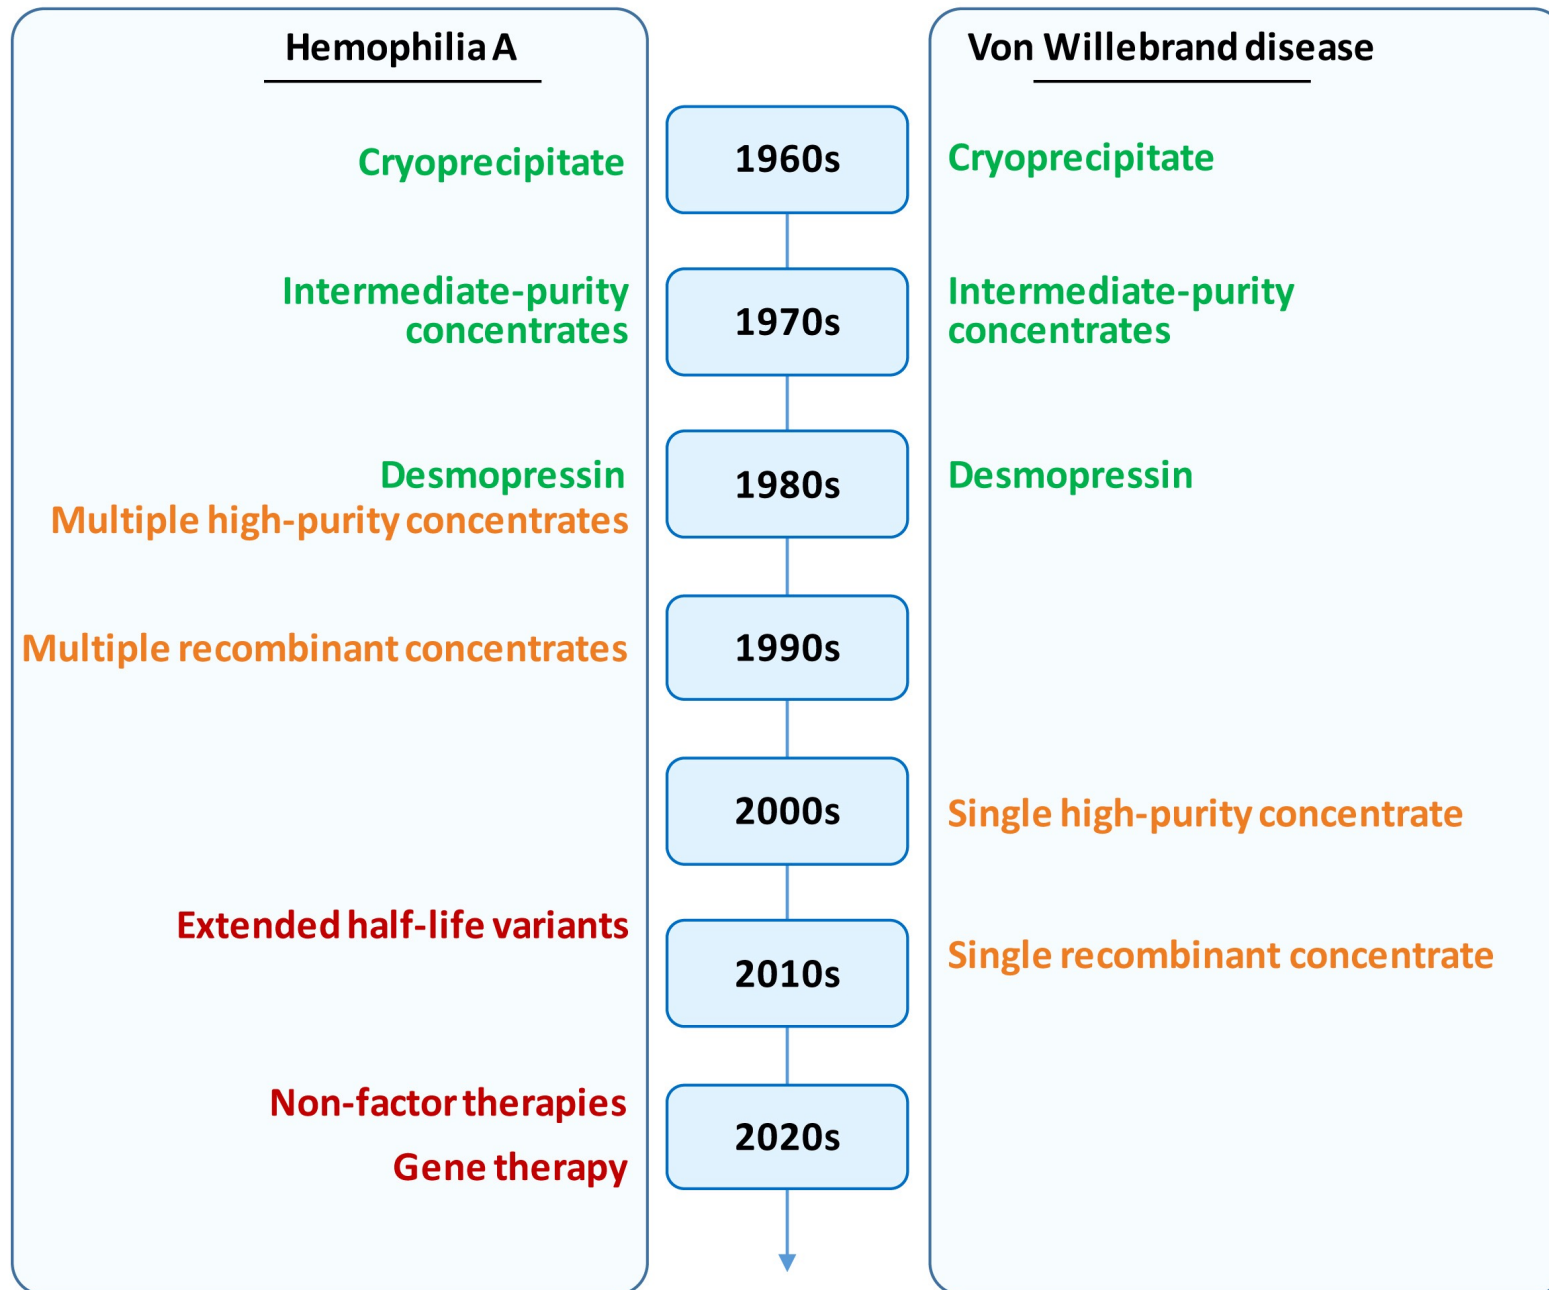 Hemophilia A
Von Willebrand disease
Cryoprecipitate
1960s
Cryoprecipitate
Intermediate-purity
concentrates
1970s
Intermediate-purity
concentrates
Desmopressin
Multiple high-purity concentrates
1980s
Desmopressin
Multiple recombinant concentrates
1990s
2000s
Single high-purity concentrate
Extended half-life variants
2010s
Single recombinant concentrate
Non-factor therapies
Gene therapy
2020s